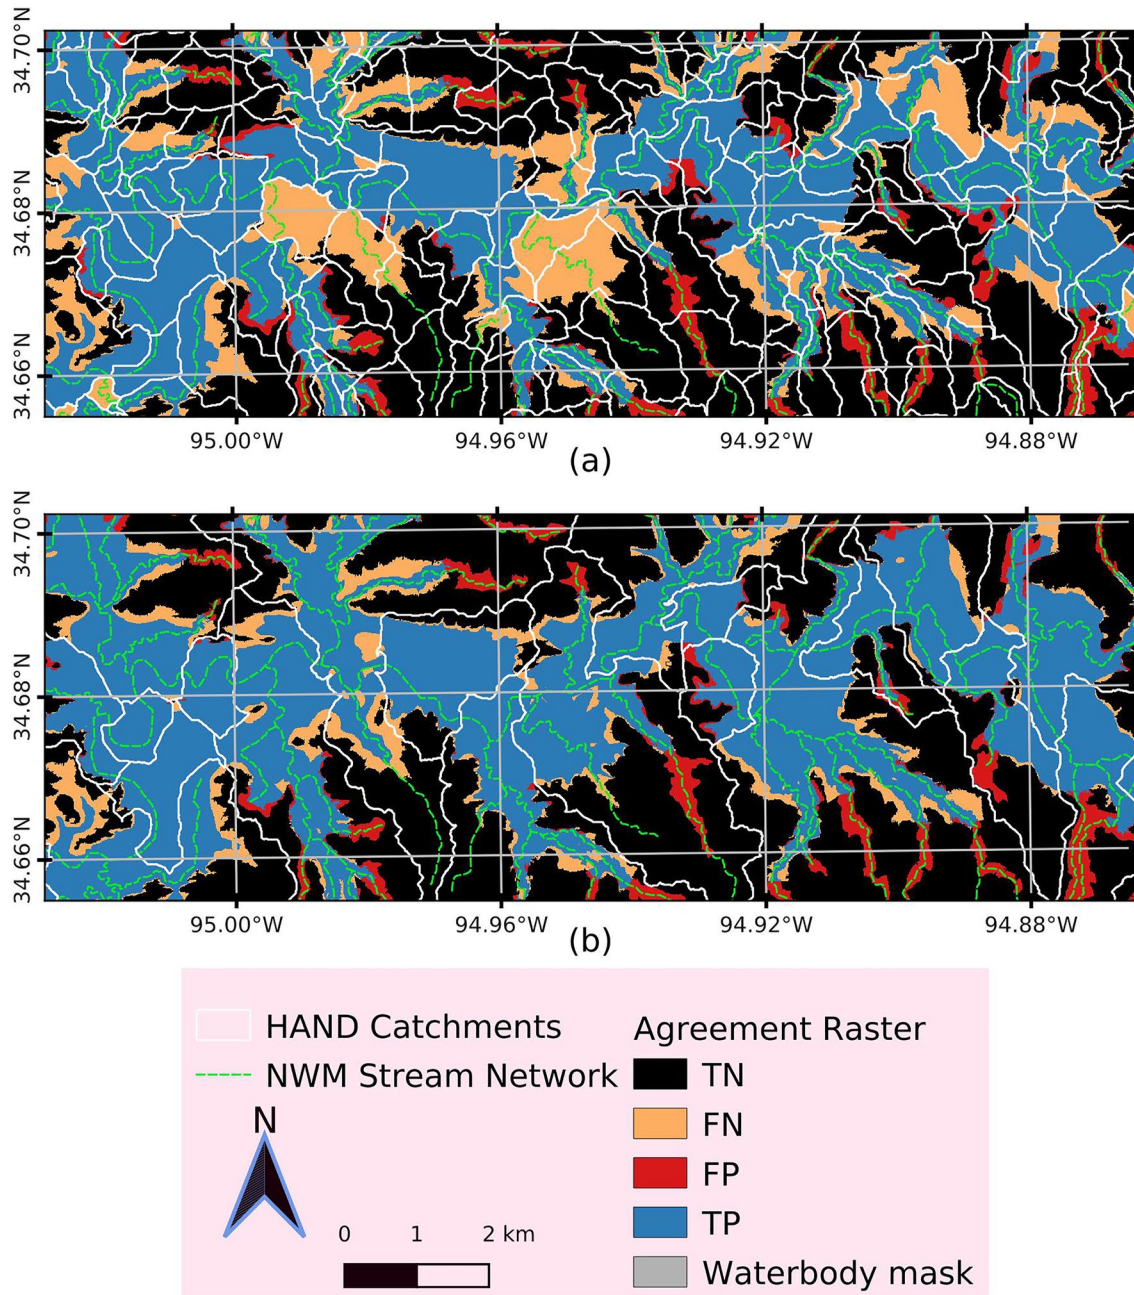 34.70°N
34.68°N
34.66°N
95.00°W 94.96°W 94.92°W 94.88°W
(a)
34.70°N
34.68°N
34.66°N
95.00°W 94.96°W 94.92°W 94.88°W
(b)
HAND Catchments
NWM Stream Network
N
0 1 2 km
Agreement Raster
TN
FN
FP
TP
Waterbody mask